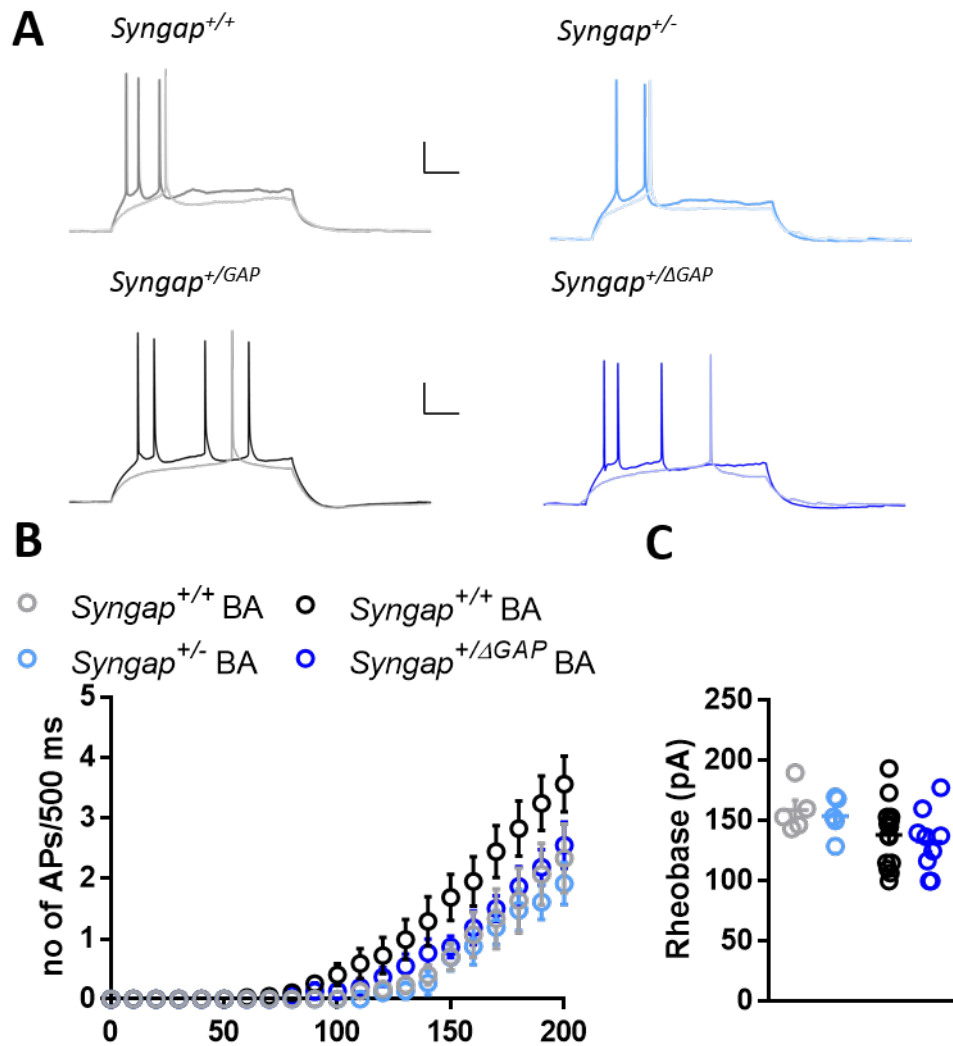 A
Syngap+/+
Syngap+/-
Syngap+/GAP
Syngap+/ΔGAP
B
C
Syngap+/+ BA
Syngap+/+ BA
Syngap+/- BA
Syngap+/ΔGAP BA
no of APs/500 ms
5
4
3
2
1
0
0
50
100
150
200
Rheobase (pA)
250
200
150
100
50
0